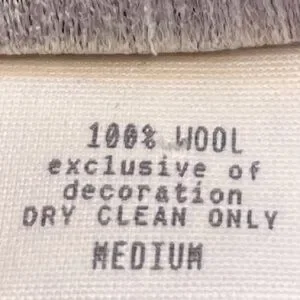 100% WOOL
exclusive of
decoration
DRY CLEAN ONLY
MEDIUM